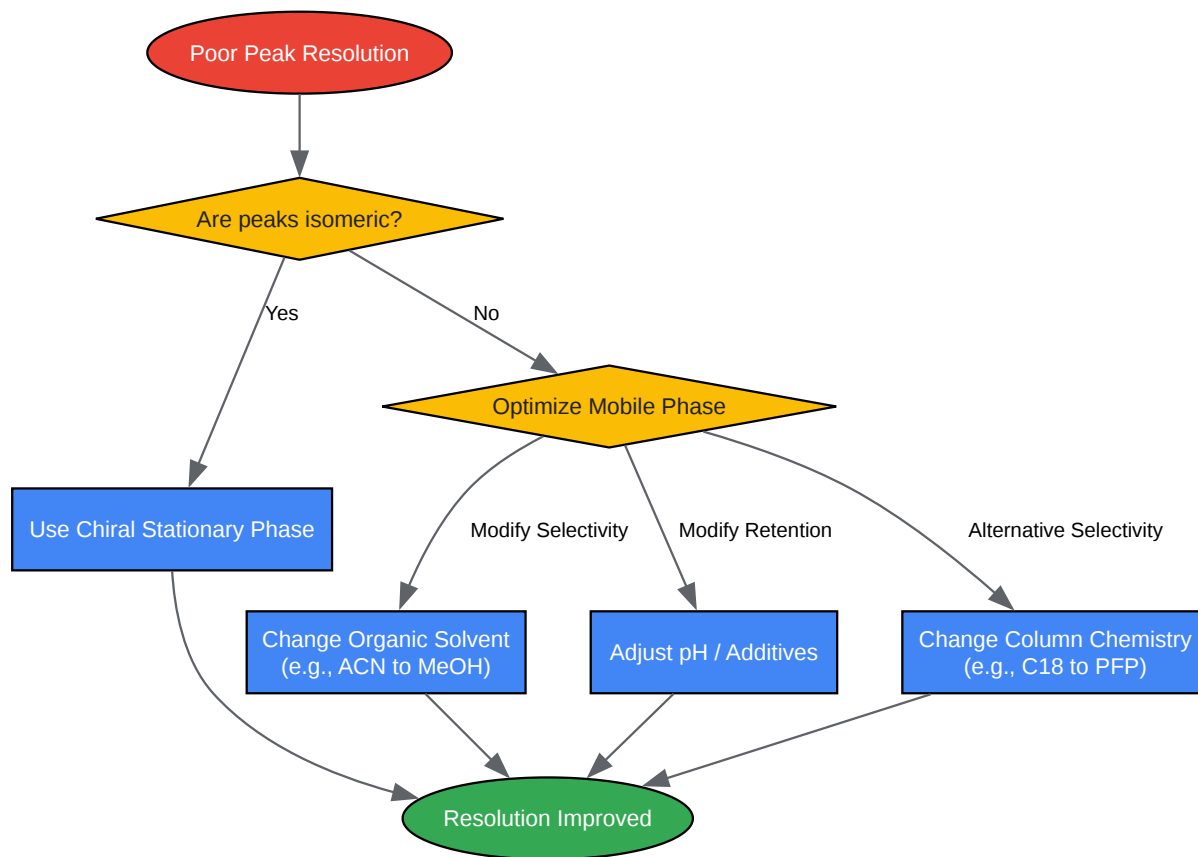 Poor Peak Resolution
Are peaks isomeric?
Yes
No
Optimize Mobile Phase
Use Chiral Stationary Phase
Modify Selectivity
Modify Retention
Alternative Selectivity
Change Organic Solvent
(e.g., ACN to MeOH)
Adjust pH / Additives
Change Column Chemistry
(e.g., C18 to PFP)
Resolution Improved